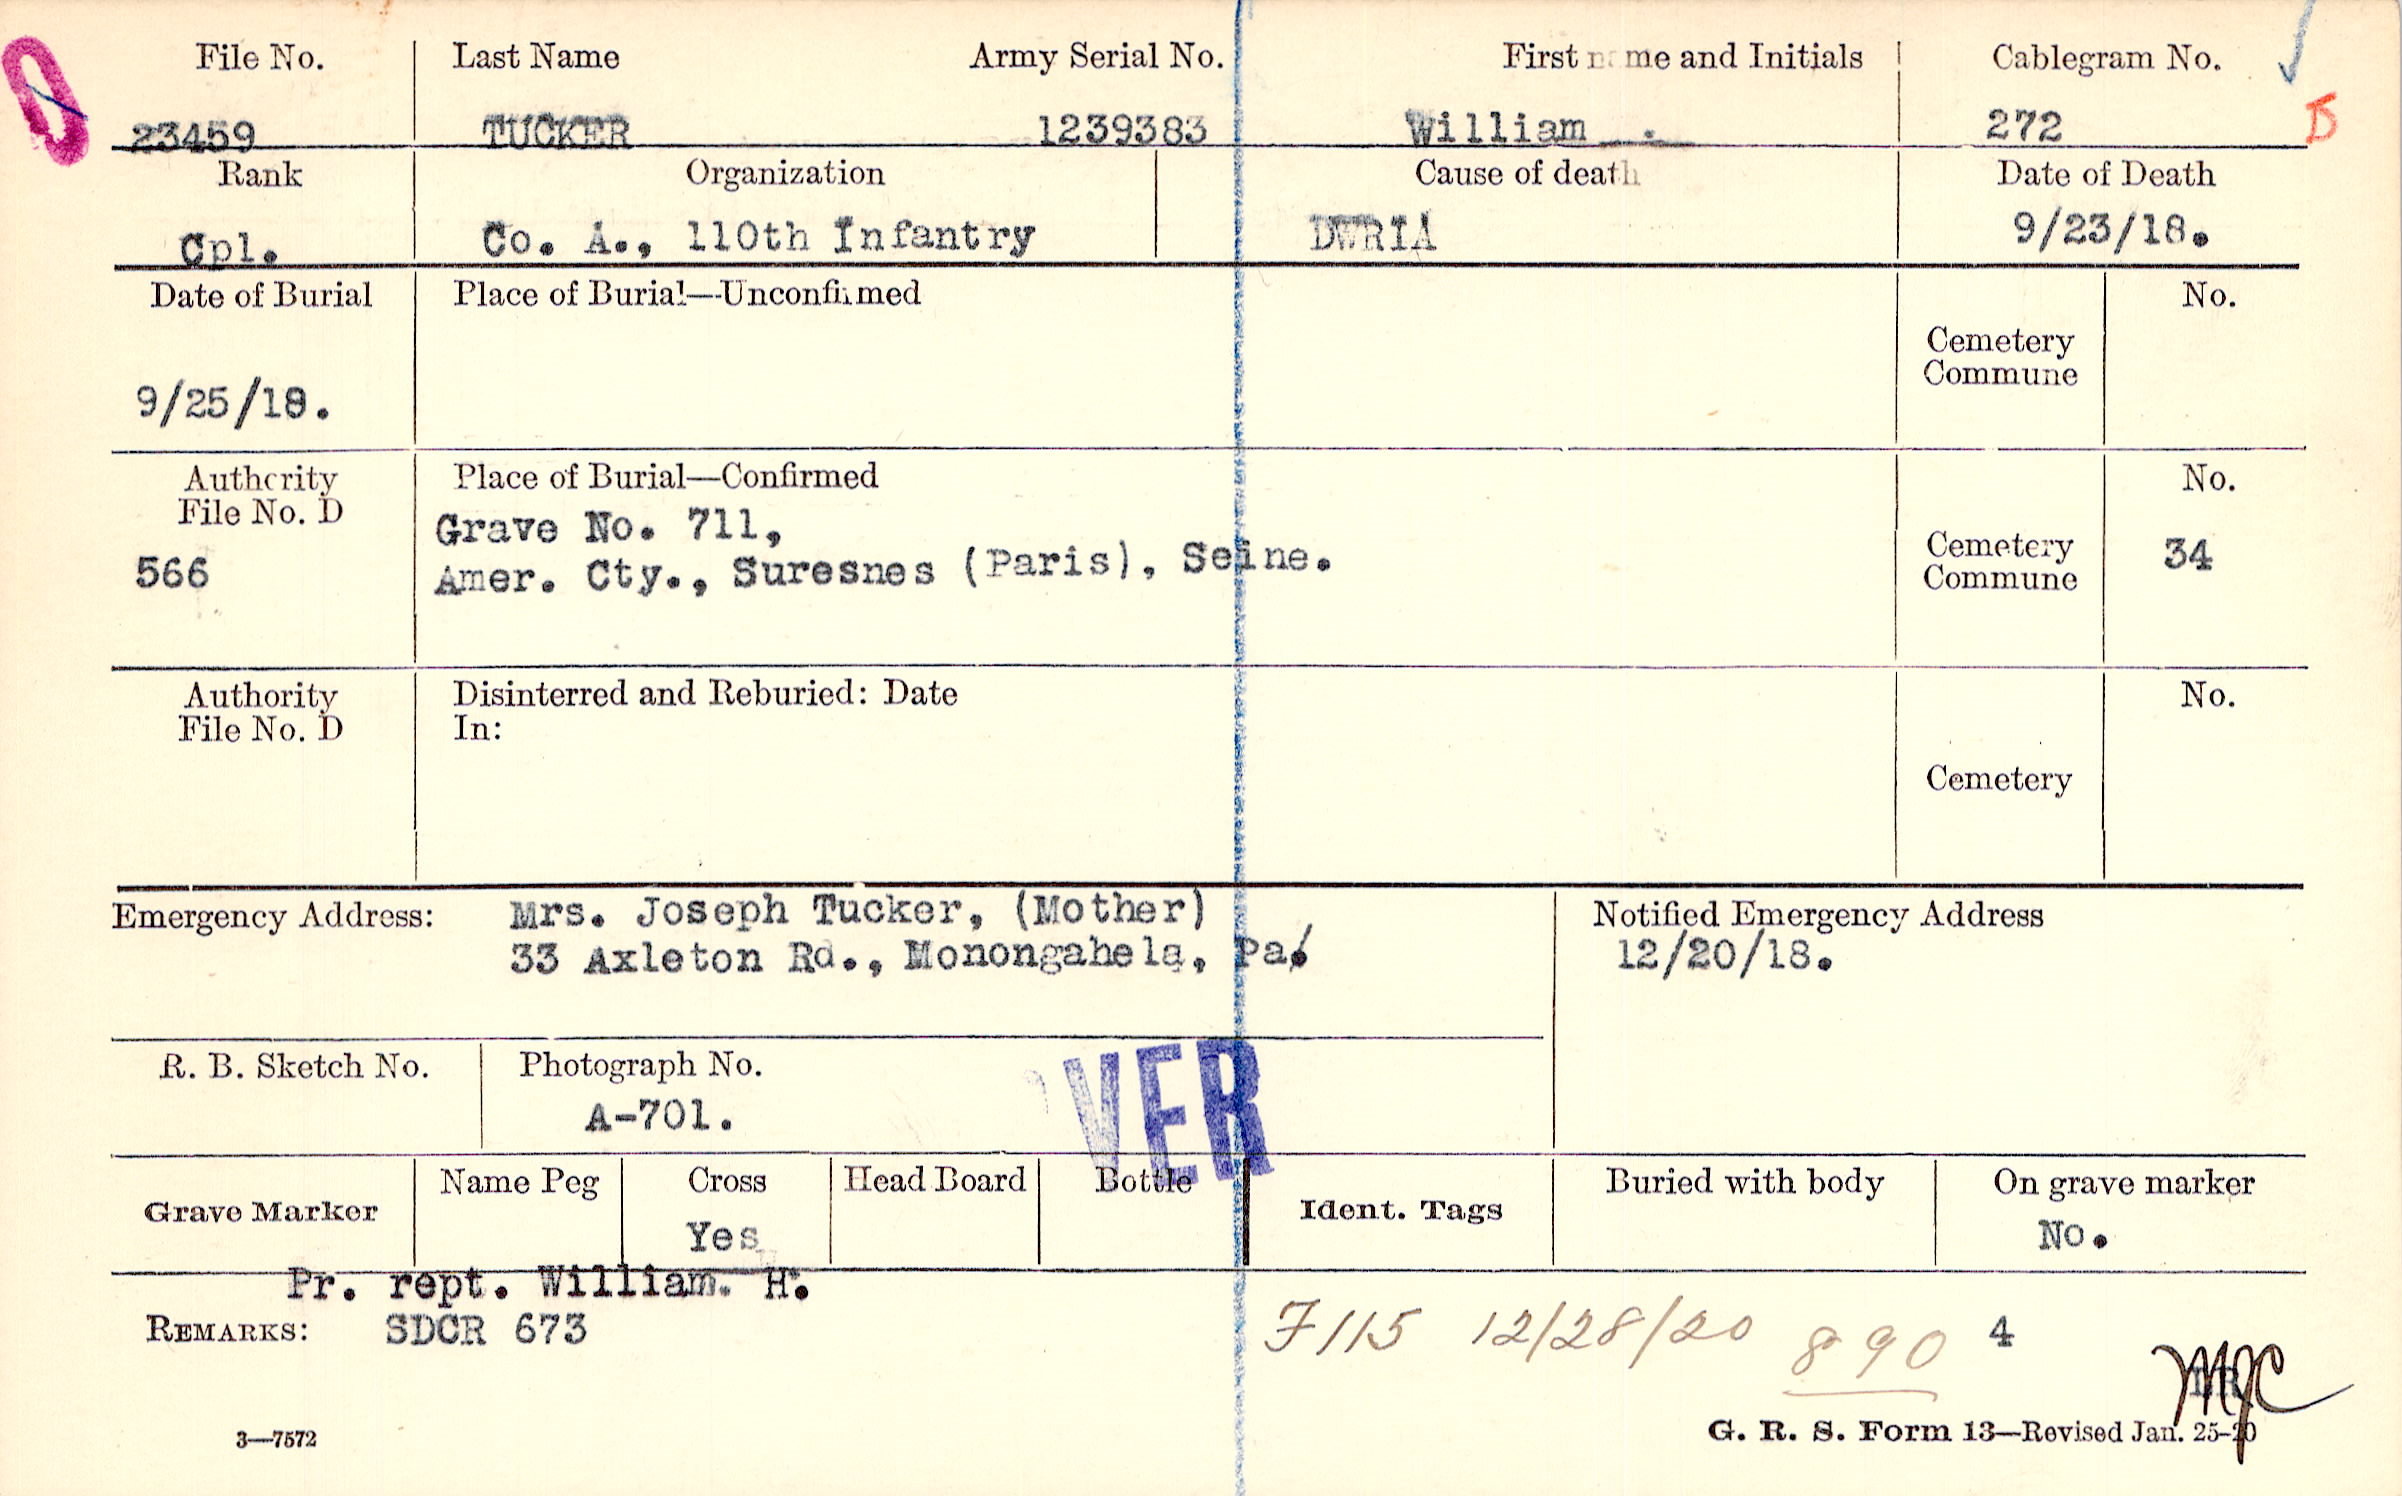 File No. Last Name Army Serial No. First name and Initials Cablegram No.
23459 TUCKER 1239383 William . 272 D
Rank Organization Cause of death Date of Death
Cpl. Co. A., 110th Infantry DWRIA 9/23/18.
Date of Burial Place of Burial—Unconfirmed No.
Cemetery
Commune
9/25/18.
Authority Place of Burial—Confirmed No.
File No. D
Grave No. 711,
566 Amer. Cty., Suresnes (Paris), Seine. Cemetery 34
Commune
Authority Disinterred and Reburied: Date No.
File No. D In:
Cemetery
Emergency Address: Mrs. Joseph Tucker, (Mother) Notified Emergency Address
33 Axleton Rd., Monongahela, Pa. 12/20/18.
R. B. Sketch No. Photograph No.
A-701.
VER
Grave Marker Name Peg Cross Head Board Bottle Ident. Tags Buried with body On grave marker
Yes No.
Pr. rept. William. H.
REMARKS: SDCR 673 F115 12/28/20 890 4
MJC
3—7572 G. R. S. Form 13—Revised Jan. 25-20